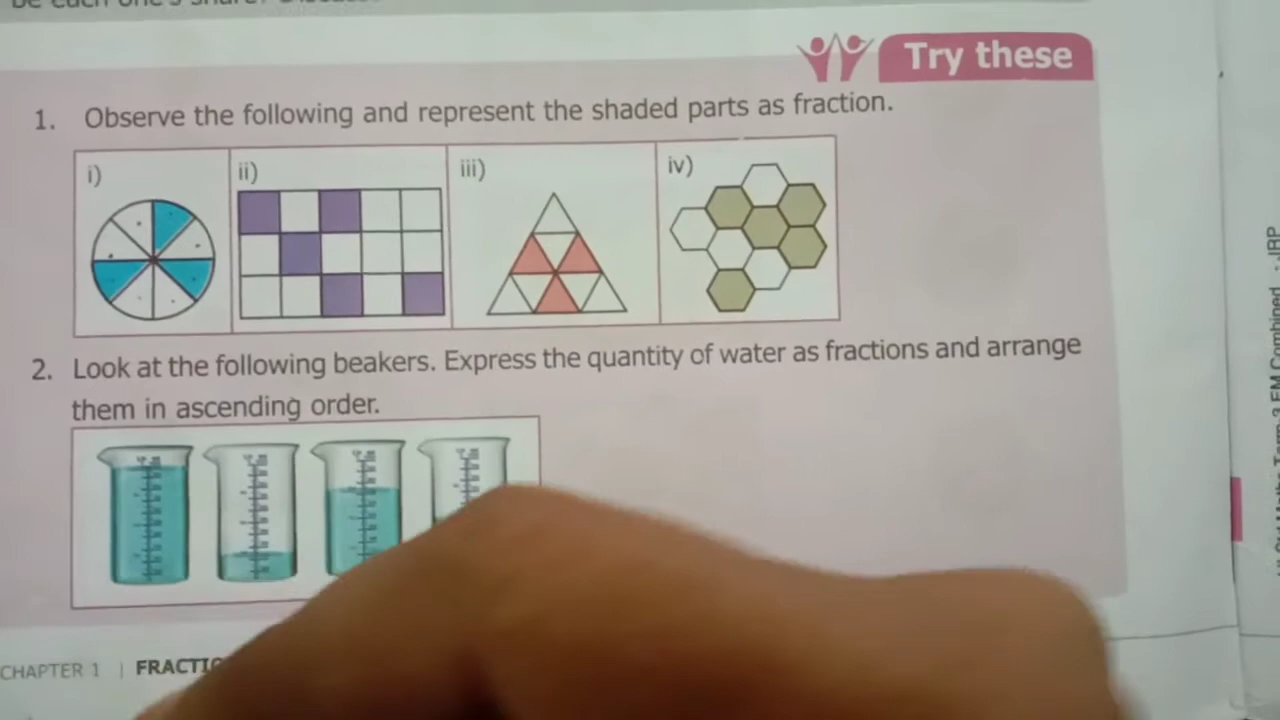 Try these
1. Observe the following and represent the shaded parts as fraction.
i) ii) iii) iv)
2. Look at the following beakers. Express the quantity of water as fractions and arrange
them in ascending order.
CHAPTER 1 | FRACTIO